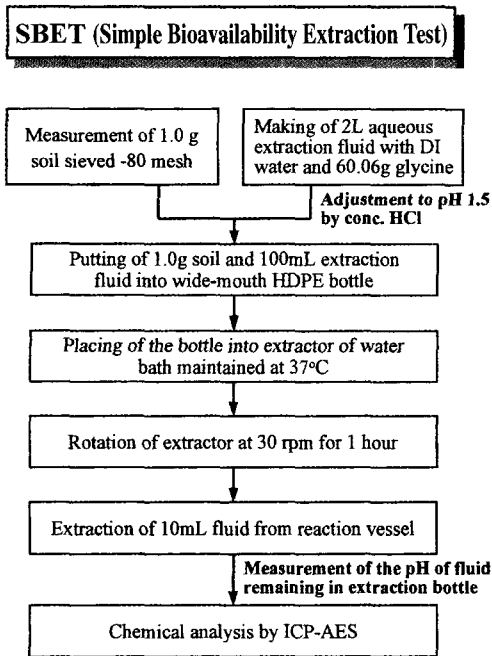 SBET (Simple Bioavailability Extraction Test)
Measurement of 1.0 g
soil sieved -80 mesh
Making of 2L aqueous
extraction fluid with DI
water and 60.06g glycine
Adjustment to pH 1.5
by conc. HCl
Putting of 1.0g soil and 100mL extraction
fluid into wide-mouth HDPE bottle
Placing of the bottle into extractor of water
bath maintained at 37°C
Rotation of extractor at 30 rpm for 1 hour
Extraction of 10mL fluid from reaction vessel
Measurement of the pH of fluid
remaining in extraction bottle
Chemical analysis by ICP-AES